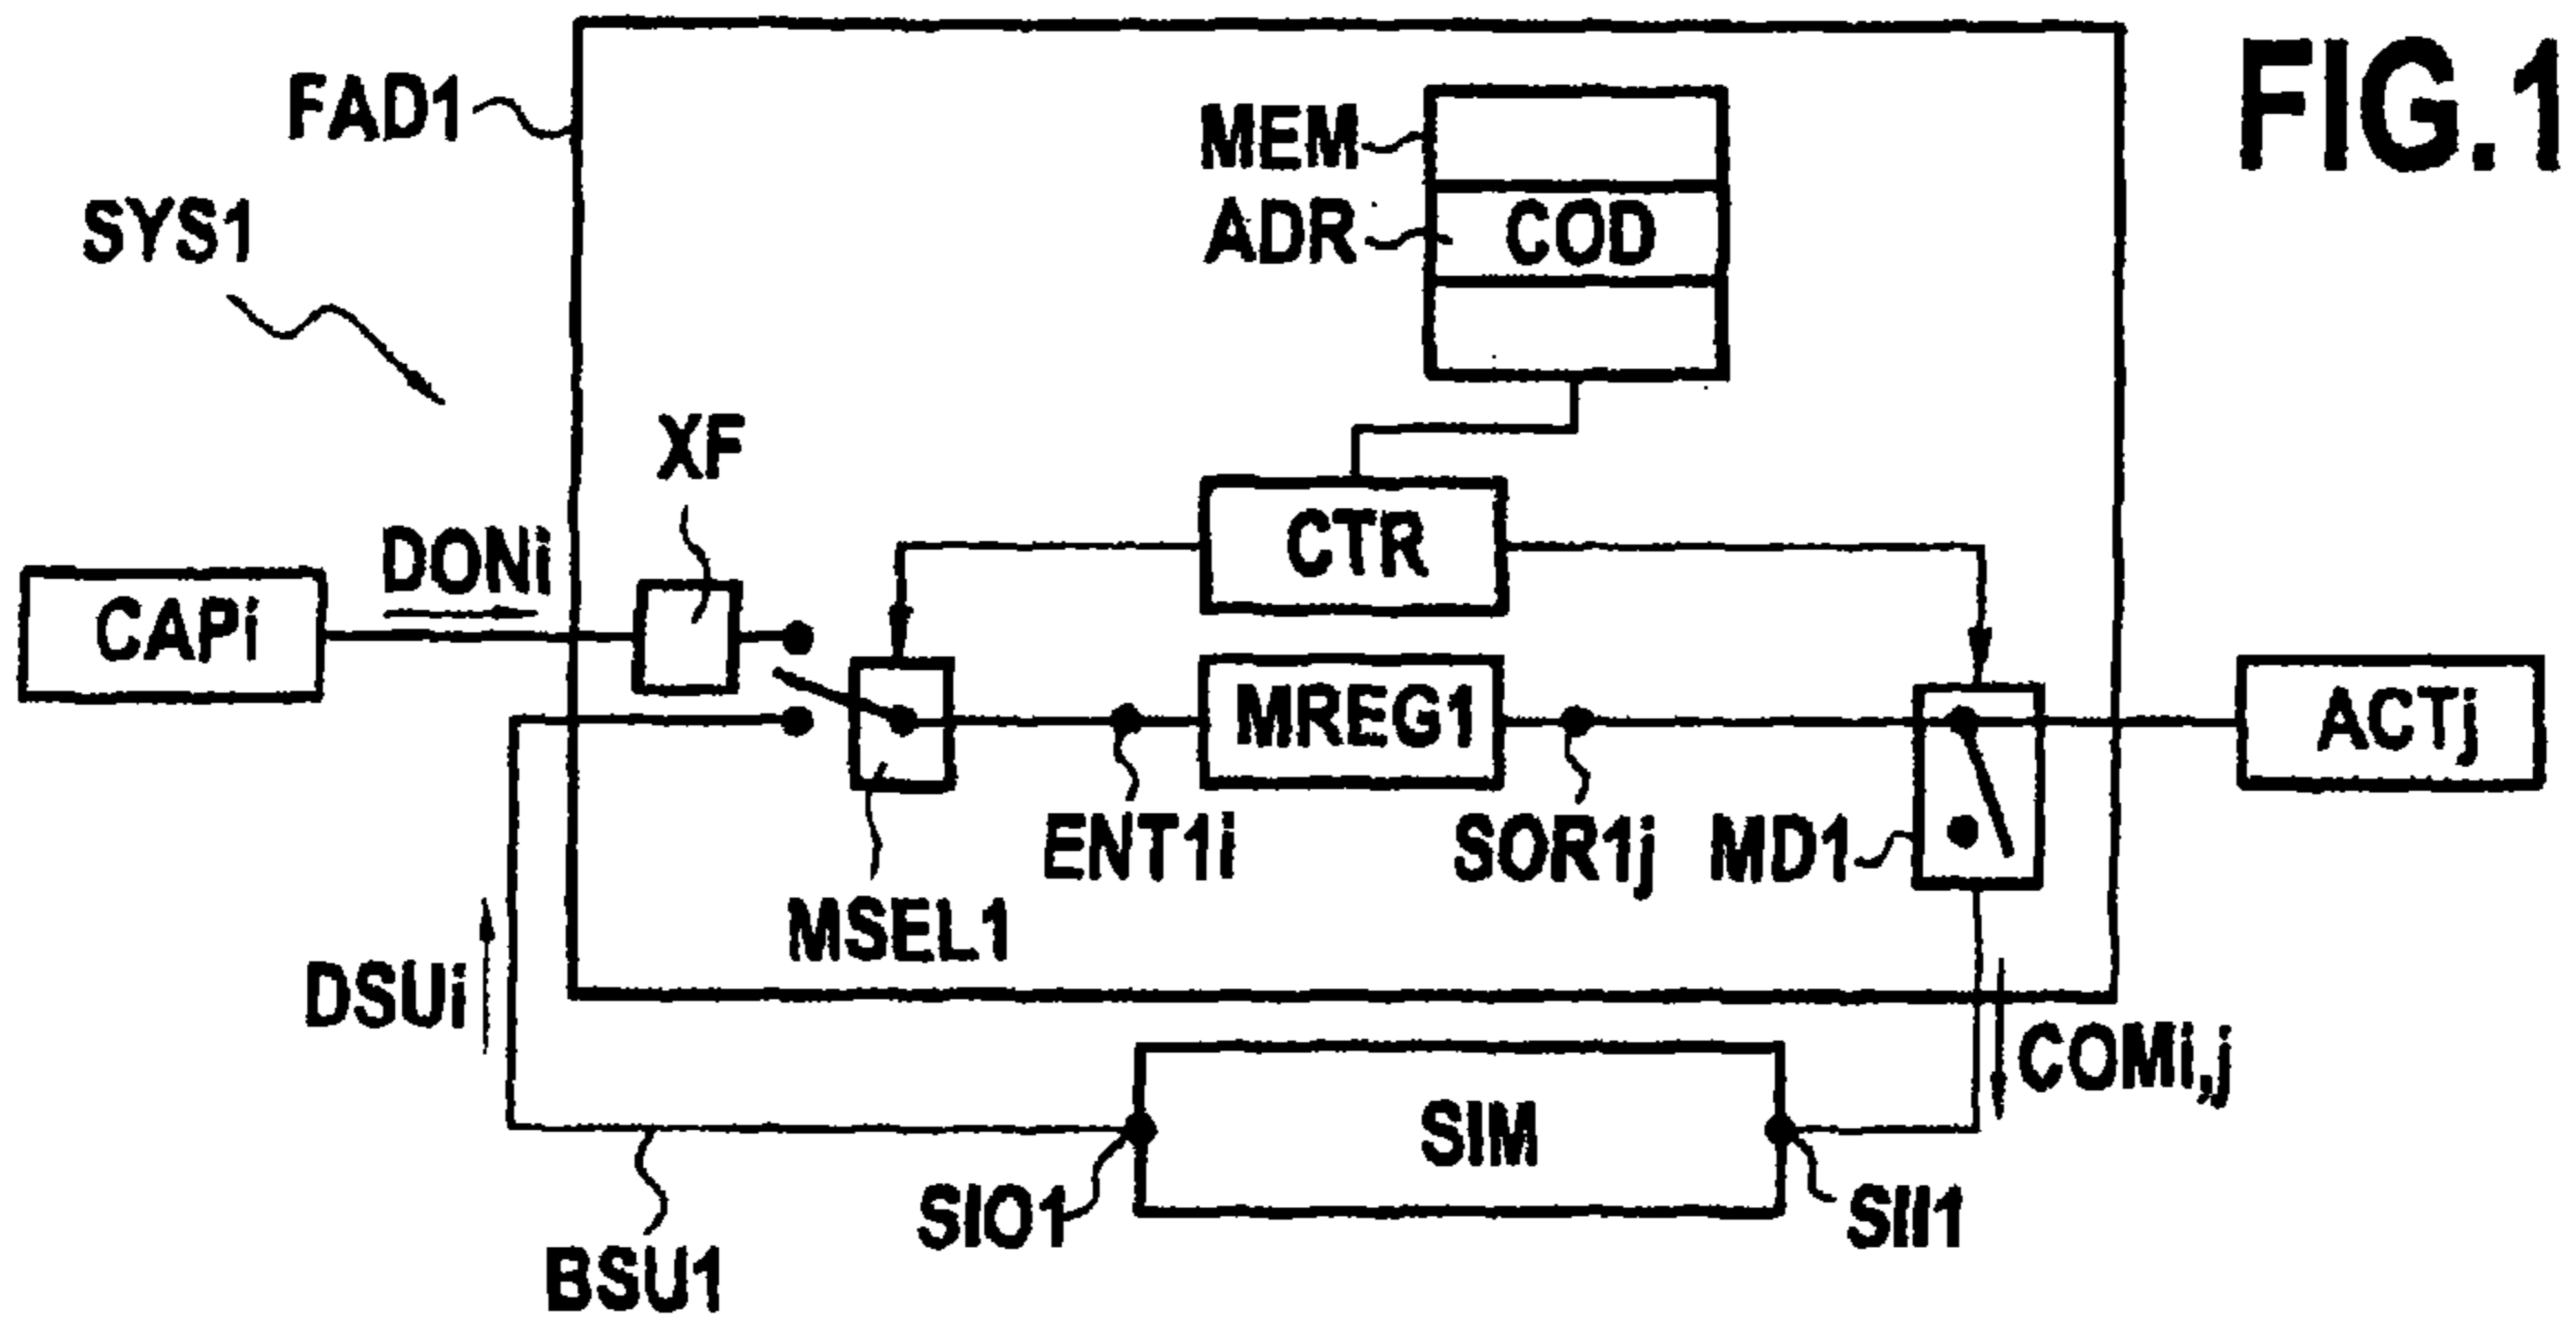 FIG.1
FAD1
MEM
SYS1
ADR
COD
XF
DONi
CTR
CAPi
MREG1
ACTj
ENT1i
SOR1j
MD1
MSEL1
DSUi
COMi,j
SIM
SIO1
SII1
BSU1